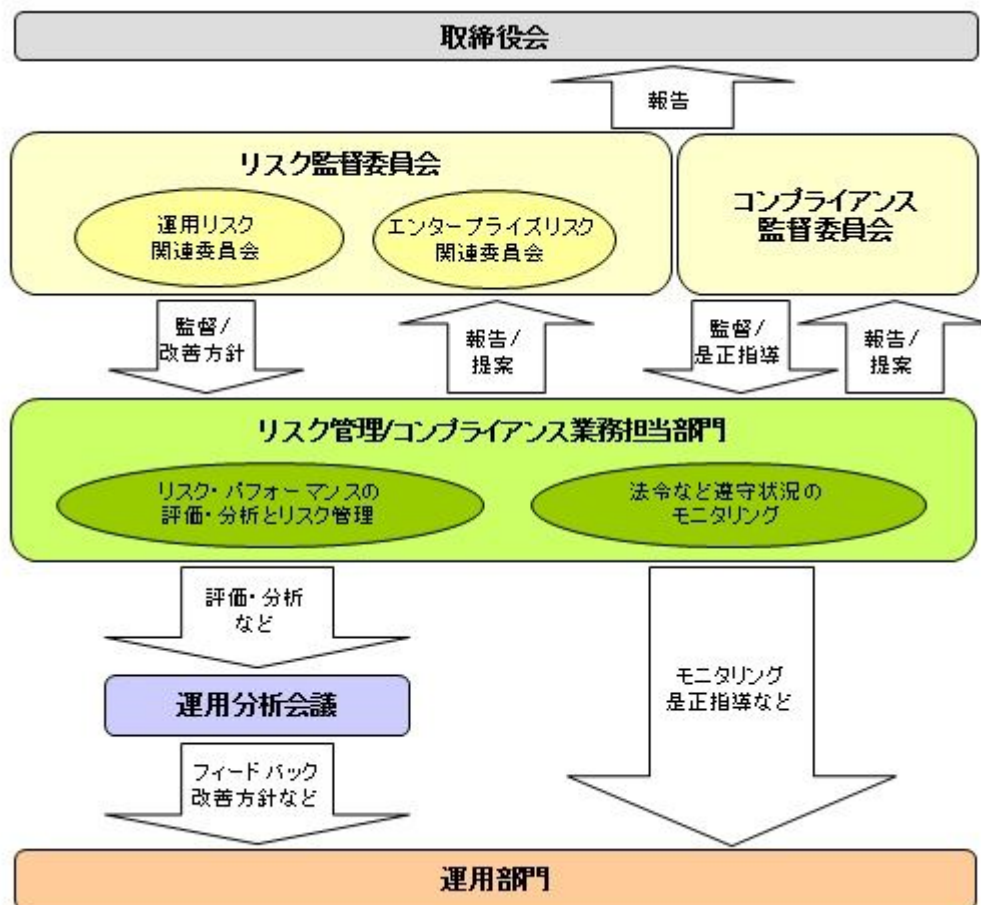 取締役会
報告
リスク監督委員会
運用リスク
関連委員会
エンタープライズリスク
関連委員会
コンプライアンス
監督委員会
監督/
改善方針
報告/
提案
監督/
是正指導
報告/
提案
リスク管理/コンプライアンス業務担当部門
リスク・パフォーマンスの
評価・分析とリスク管理
法令など遵守状況の
モニタリング
評価・分析
など
運用分析会議
モニタリング
是正指導など
フィードバック
改善方針など
運用部門